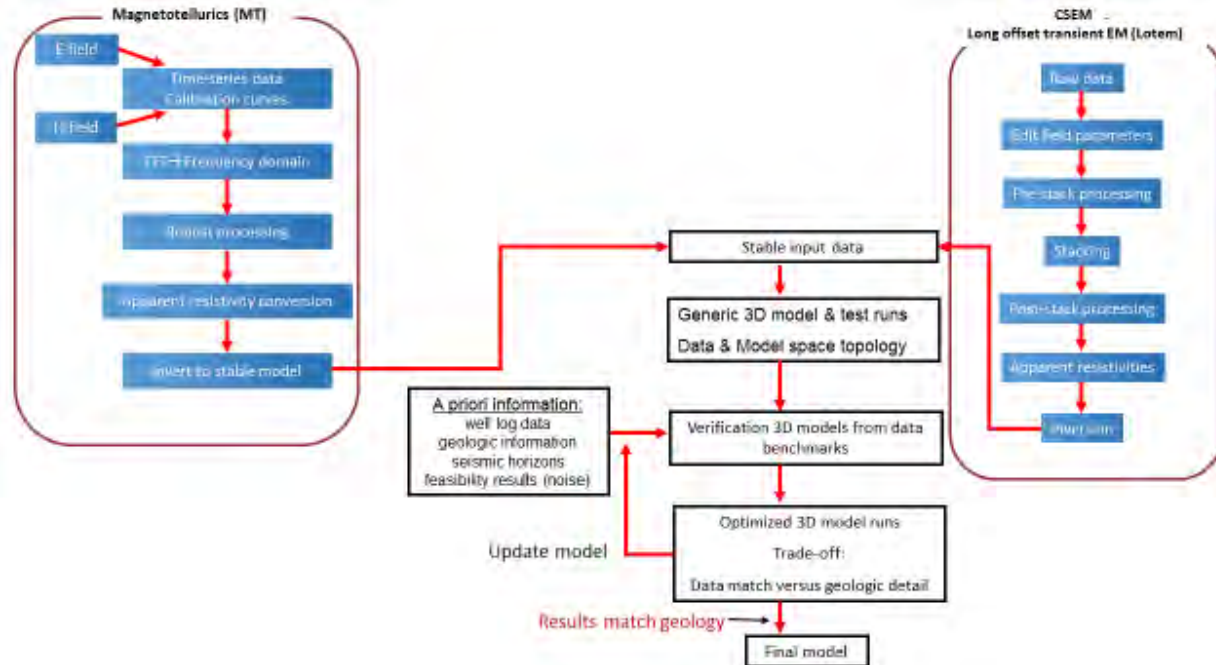 Magnetotellurics (MT)
E field
H field
Time-series data
Calibration curves
FFT→Frequency domain
Robust processing
Apparent resistivity conversion
Invert to stable model
CSEM
Long offset transient EM (Lotem)
Raw data
Edit field parameters
Pre-stack processing
Stacking
Post-stack processing
Apparent resistivities
Inversion
Stable input data
Generic 3D model & test runs
Data & Model space topology
A priori information:
well log data
geologic information
seismic horizons
feasibility results (noise)
Verification 3D models from data
benchmarks
Optimized 3D model runs
Trade-off:
Data match versus geologic detail
Update model
Results match geology
Final model